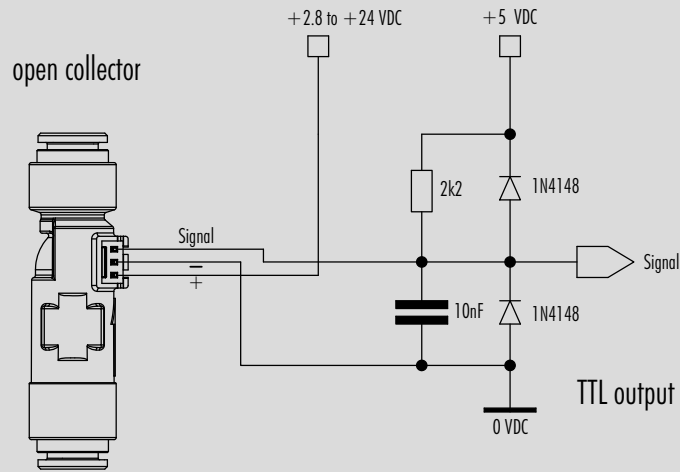 +2.8 to +24 VDC
+5 VDC
open collector
2k2
1N4148
Signal
−
+
Signal
10nF
1N4148
TTL output
0 VDC